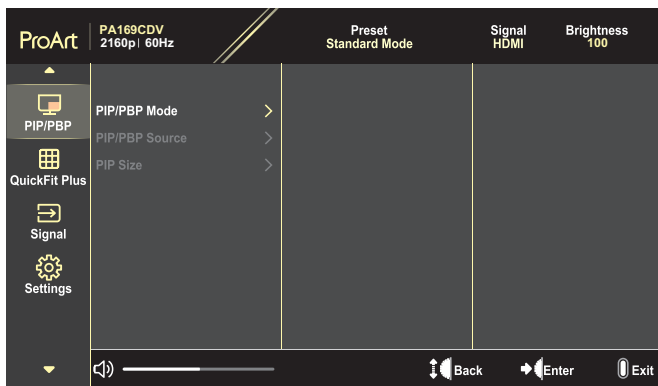 ProArt
PA169CDV
2160p| 60Hz
Preset
Standard Mode
Signal
HDMI
Brightness
100
PIP/PBP
QuickFit Plus
Signal
Settings
PIP/PBP Mode
PIP/PBP Source
PIP Size
Back
Enter
Exit